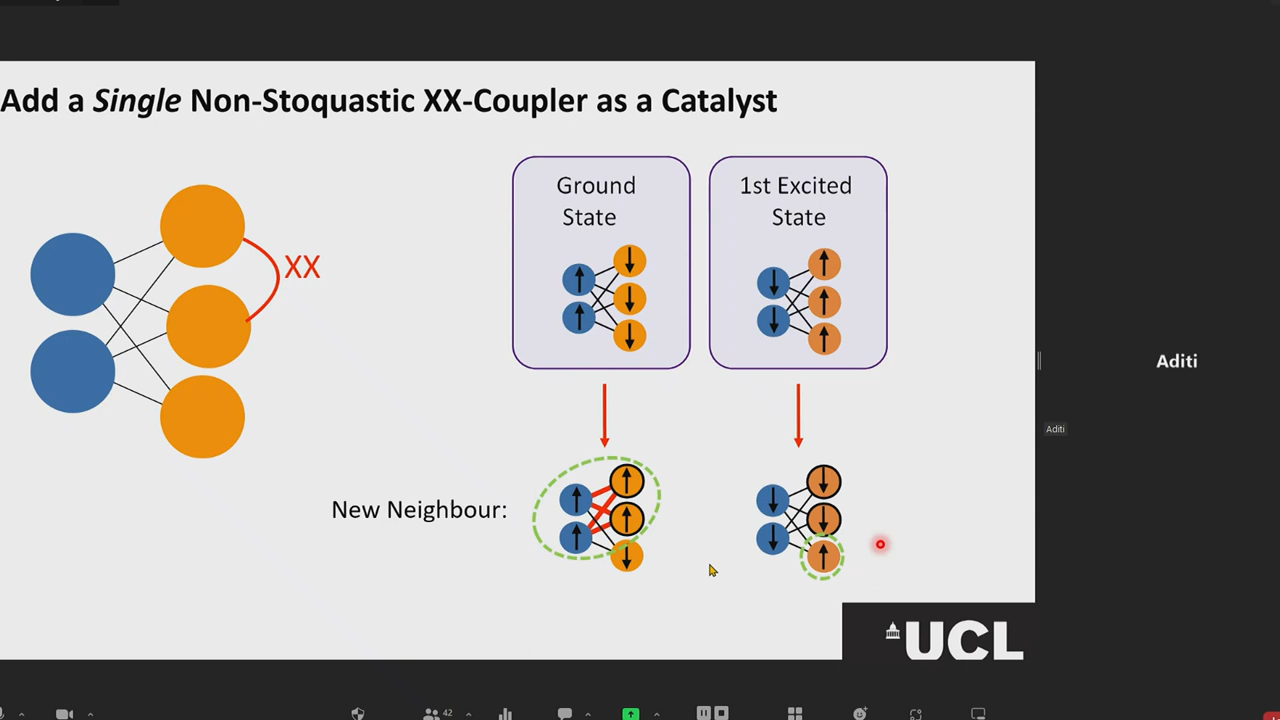 Add a Single Non-Stoquastic XX-Coupler as a Catalyst
XX
Ground
State
1st Excited
State
New Neighbour:
UCL
Aditi
Aditi
42